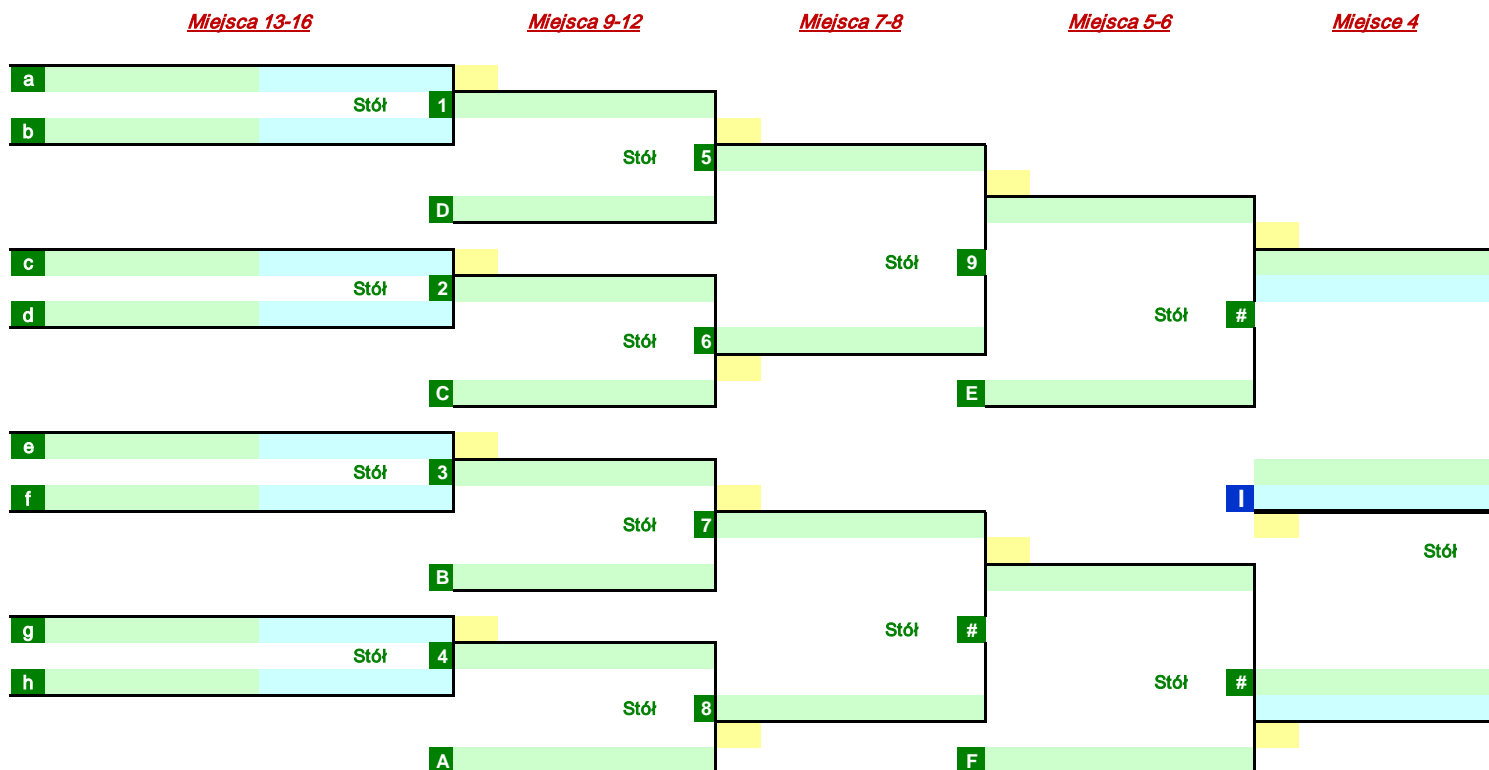 Miejsca 13-16 Miejsca 9-12 Miejsca 7-8 Miejsca 5-6 Miejsce 4
a
Stół 1
b
Stół 5
D
c
Stół 9
Stół 2
d
Stół #
Stół 6
C E
e
Stół 3
f I
Stół 7
Stół
B
g
Stół #
Stół 4
h
Stół #
Stół 8
A F